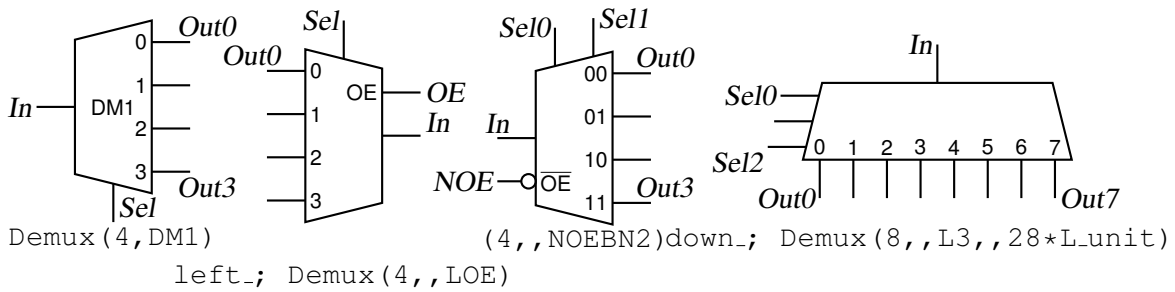 Out0
0
1
In
DM1
2
3
Out3
Sel
Demux(4,DM1)
Sel
Out0
0
OE
OE
1
In
2
3
left_; Demux(4,,LOE)
Sel0
Sel1
00
Out0
01
In
10
NOE
OE
11
Out3
(4,,NOEBN2)down_; Demux(8,,L3,,28*L_unit)
In
Sel0
Sel2
0 1 2 3 4 5 6 7
Out0
Out7